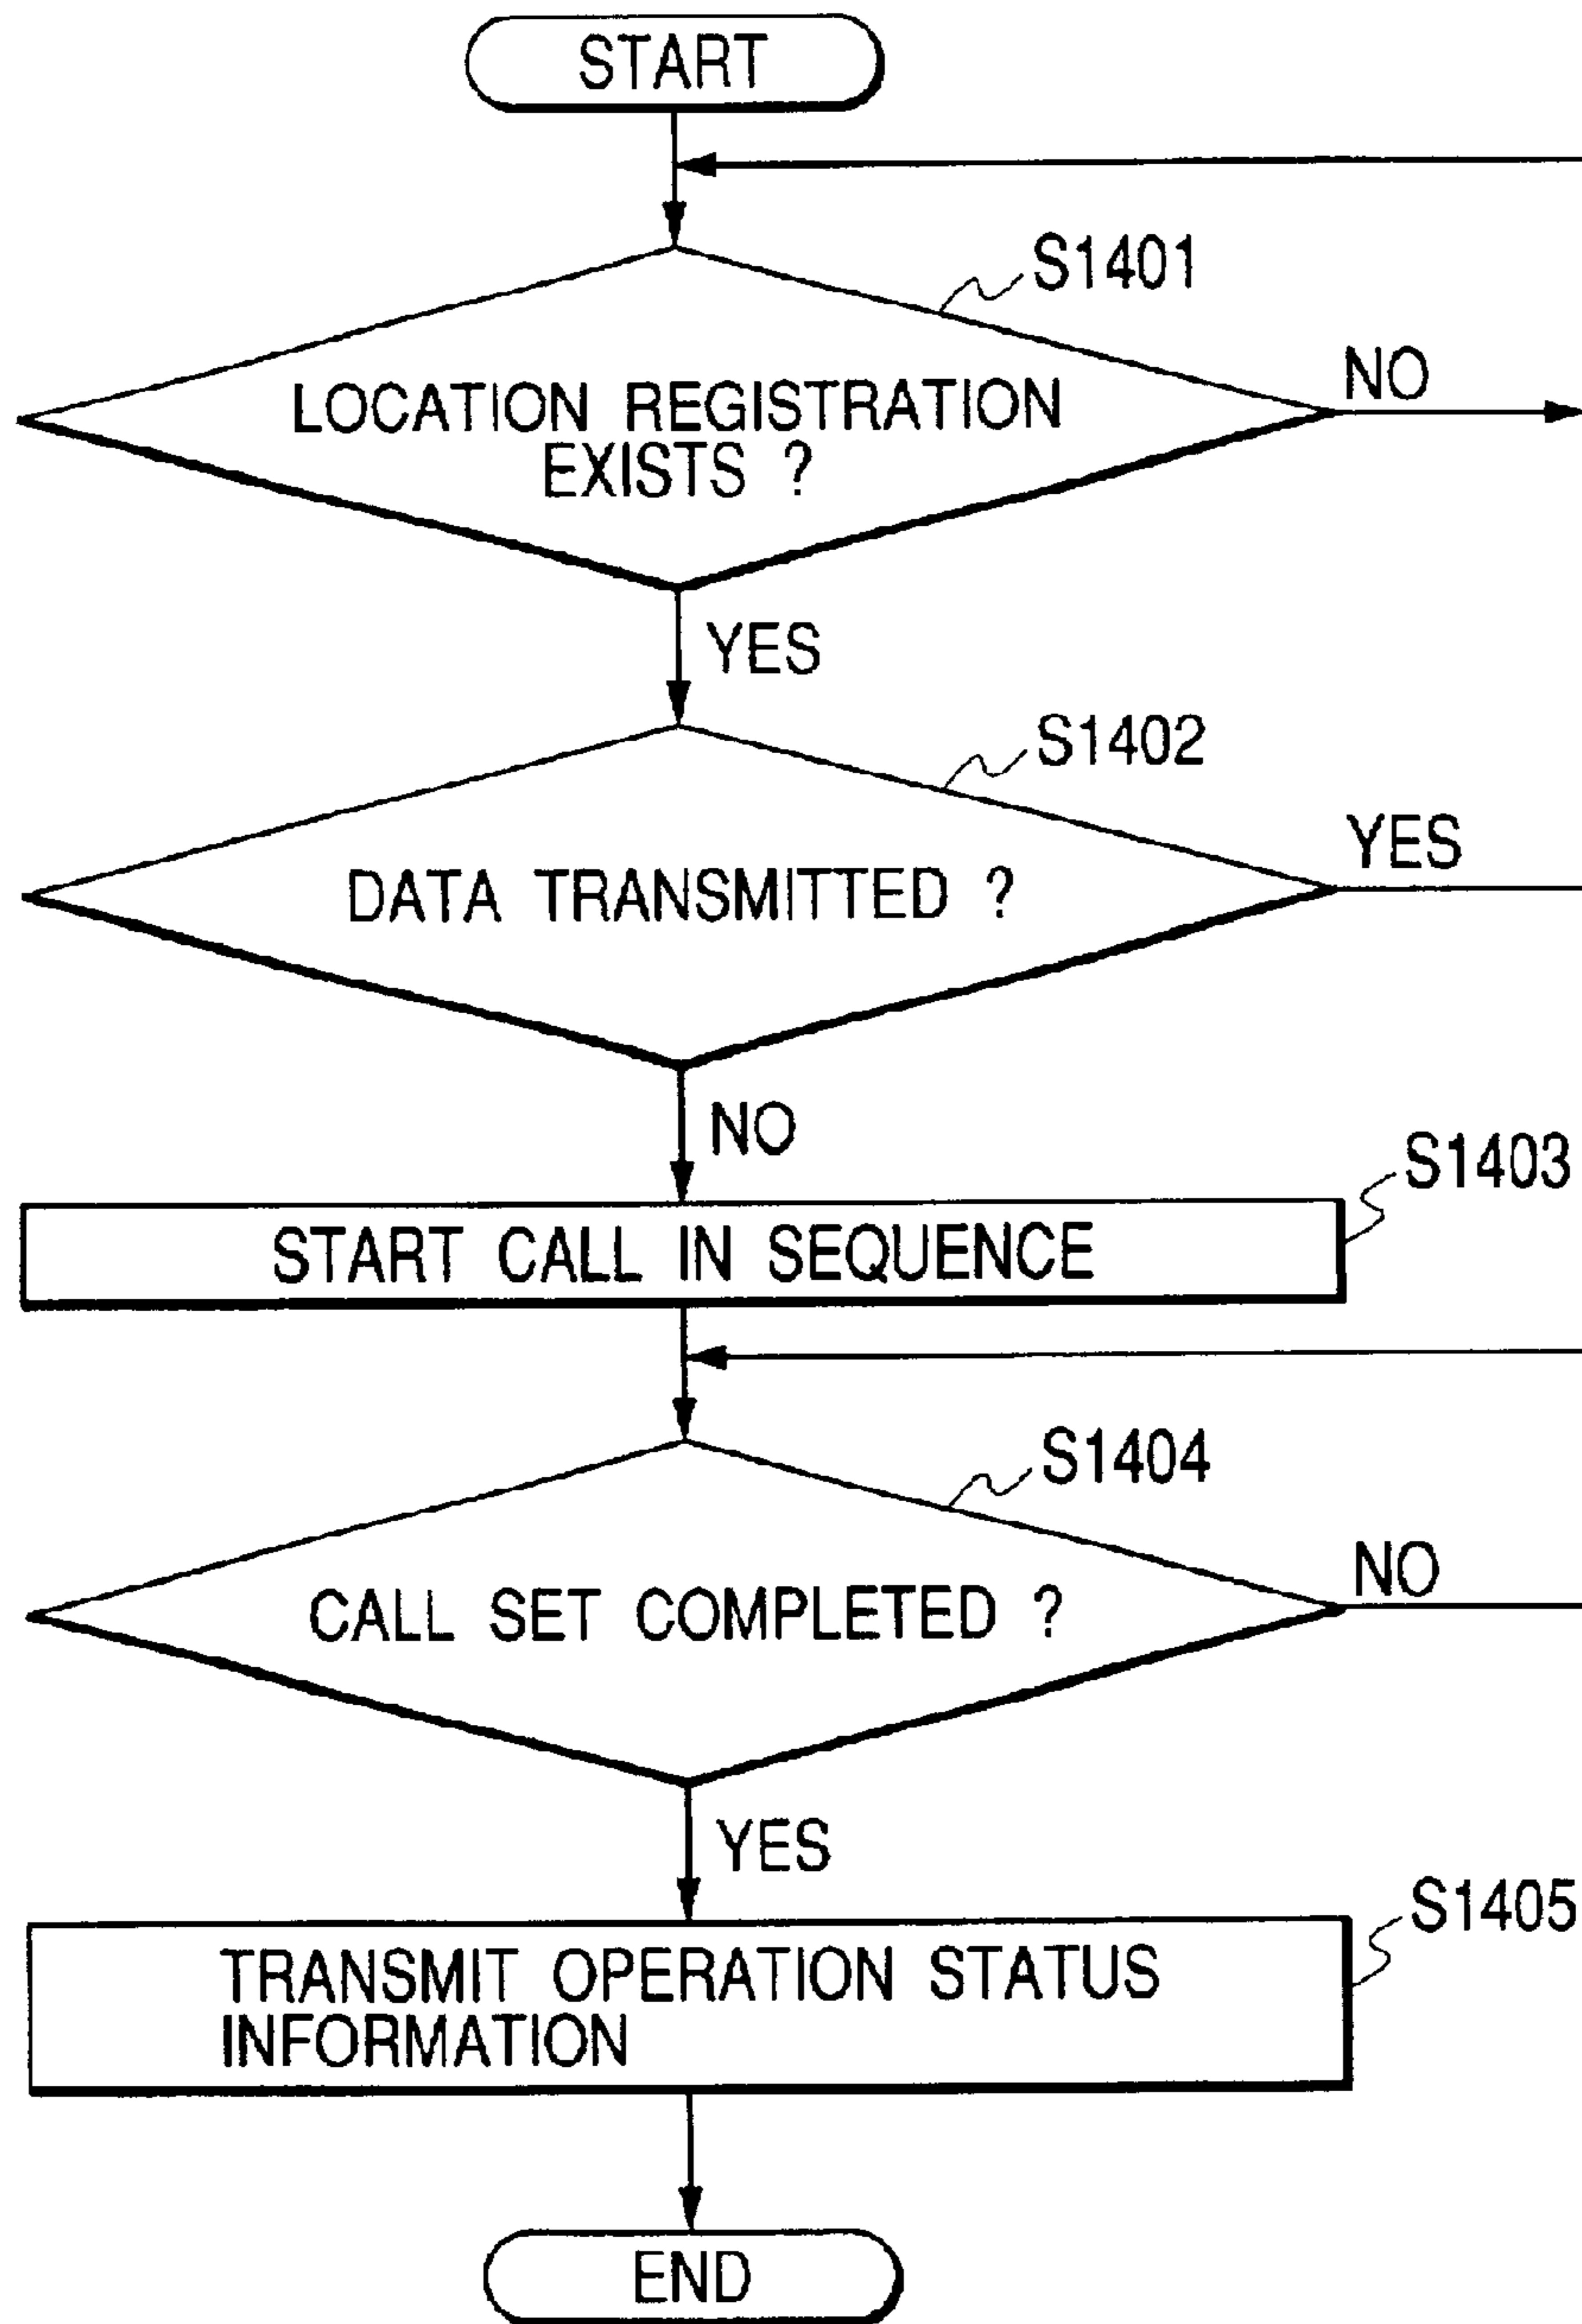 START
S1401
LOCATION REGISTRATION
EXISTS ?
NO
YES
S1402
DATA TRANSMITTED ?
YES
NO
S1403
START CALL IN SEQUENCE
S1404
CALL SET COMPLETED ?
NO
YES
S1405
TRANSMIT OPERATION STATUS
INFORMATION
END